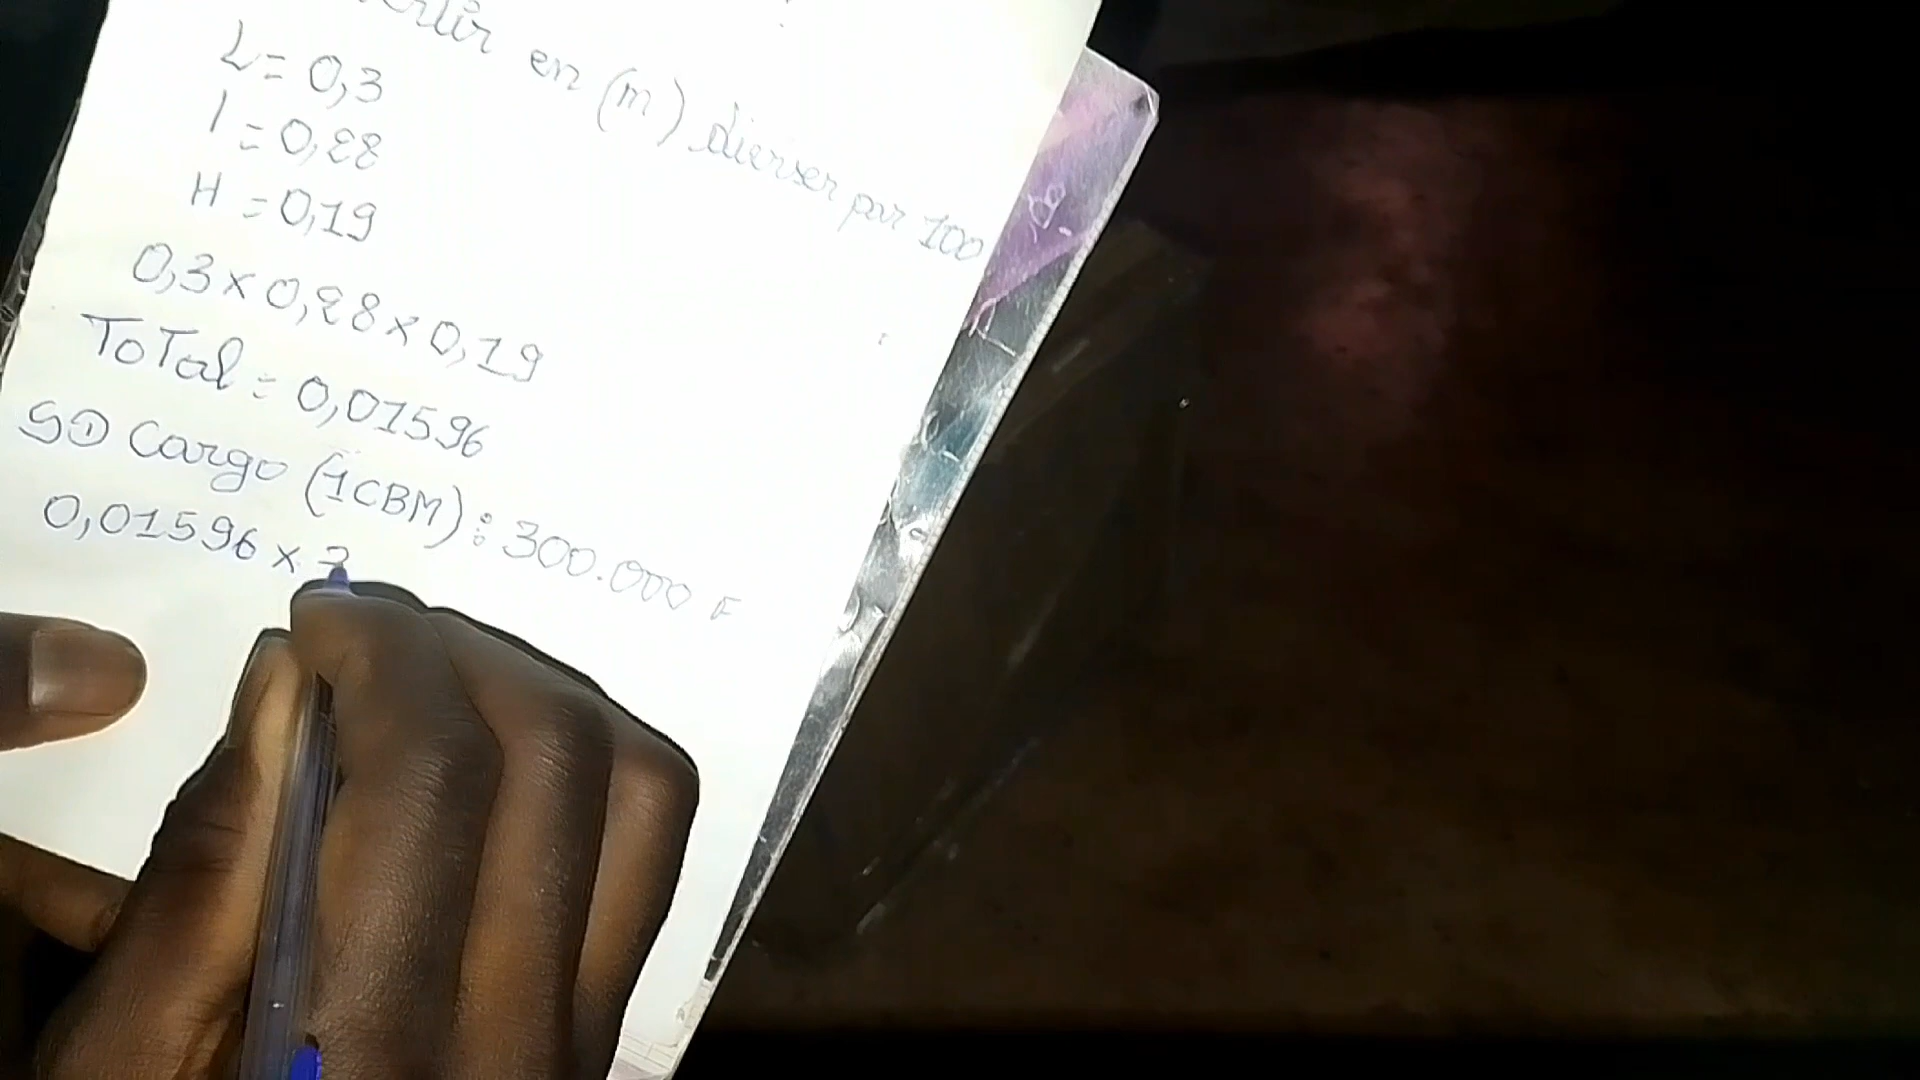 en (m) diviser par 100
L = 0,3
l = 0,28
H = 0,19
0,3 x 0,28 x 0,19
ToTal = 0,01596
Cargo (1CBM) : 300.000 F
0,01596 x 3